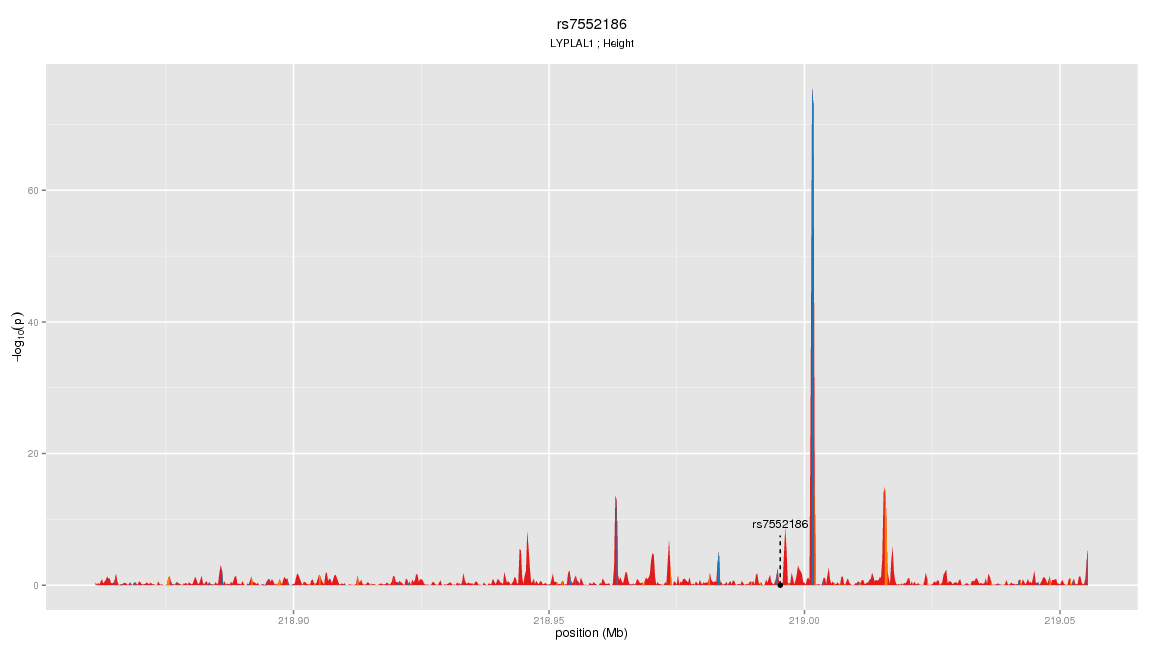 rs7552186
LYPLAL1 ; Height
60
40
20
0
−log10(p)
rs7552186
218.90
218.95
219.00
219.05
position (Mb)